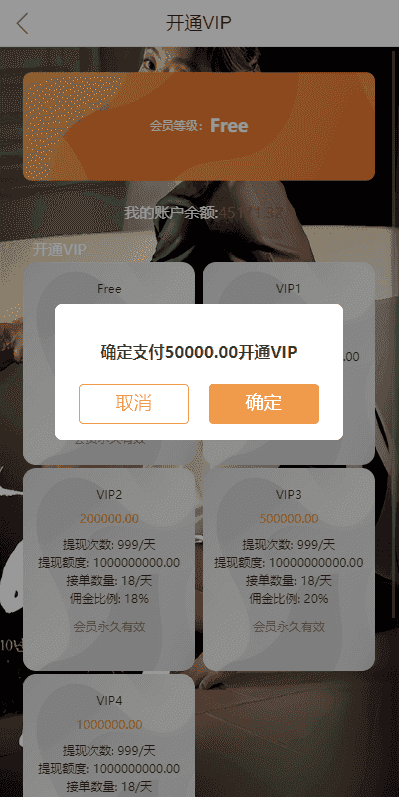 开通VIP
会员等级: Free
我的账户余额:
开通VIP
Free
VIP1
确定支付50000.00开通VIP
取消
确定
会员永久有效
VIP2
200000.00
提现次数: 999/天
提现额度: 1000000000.00
接单数量: 18/天
佣金比例: 18%
会员永久有效
VIP3
500000.00
提现次数: 999/天
提现额度: 10000000000.00
接单数量: 18/天
佣金比例: 20%
会员永久有效
VIP4
1000000.00
提现次数: 999/天
提现额度: 1000000000.00
接单数量: 18/天